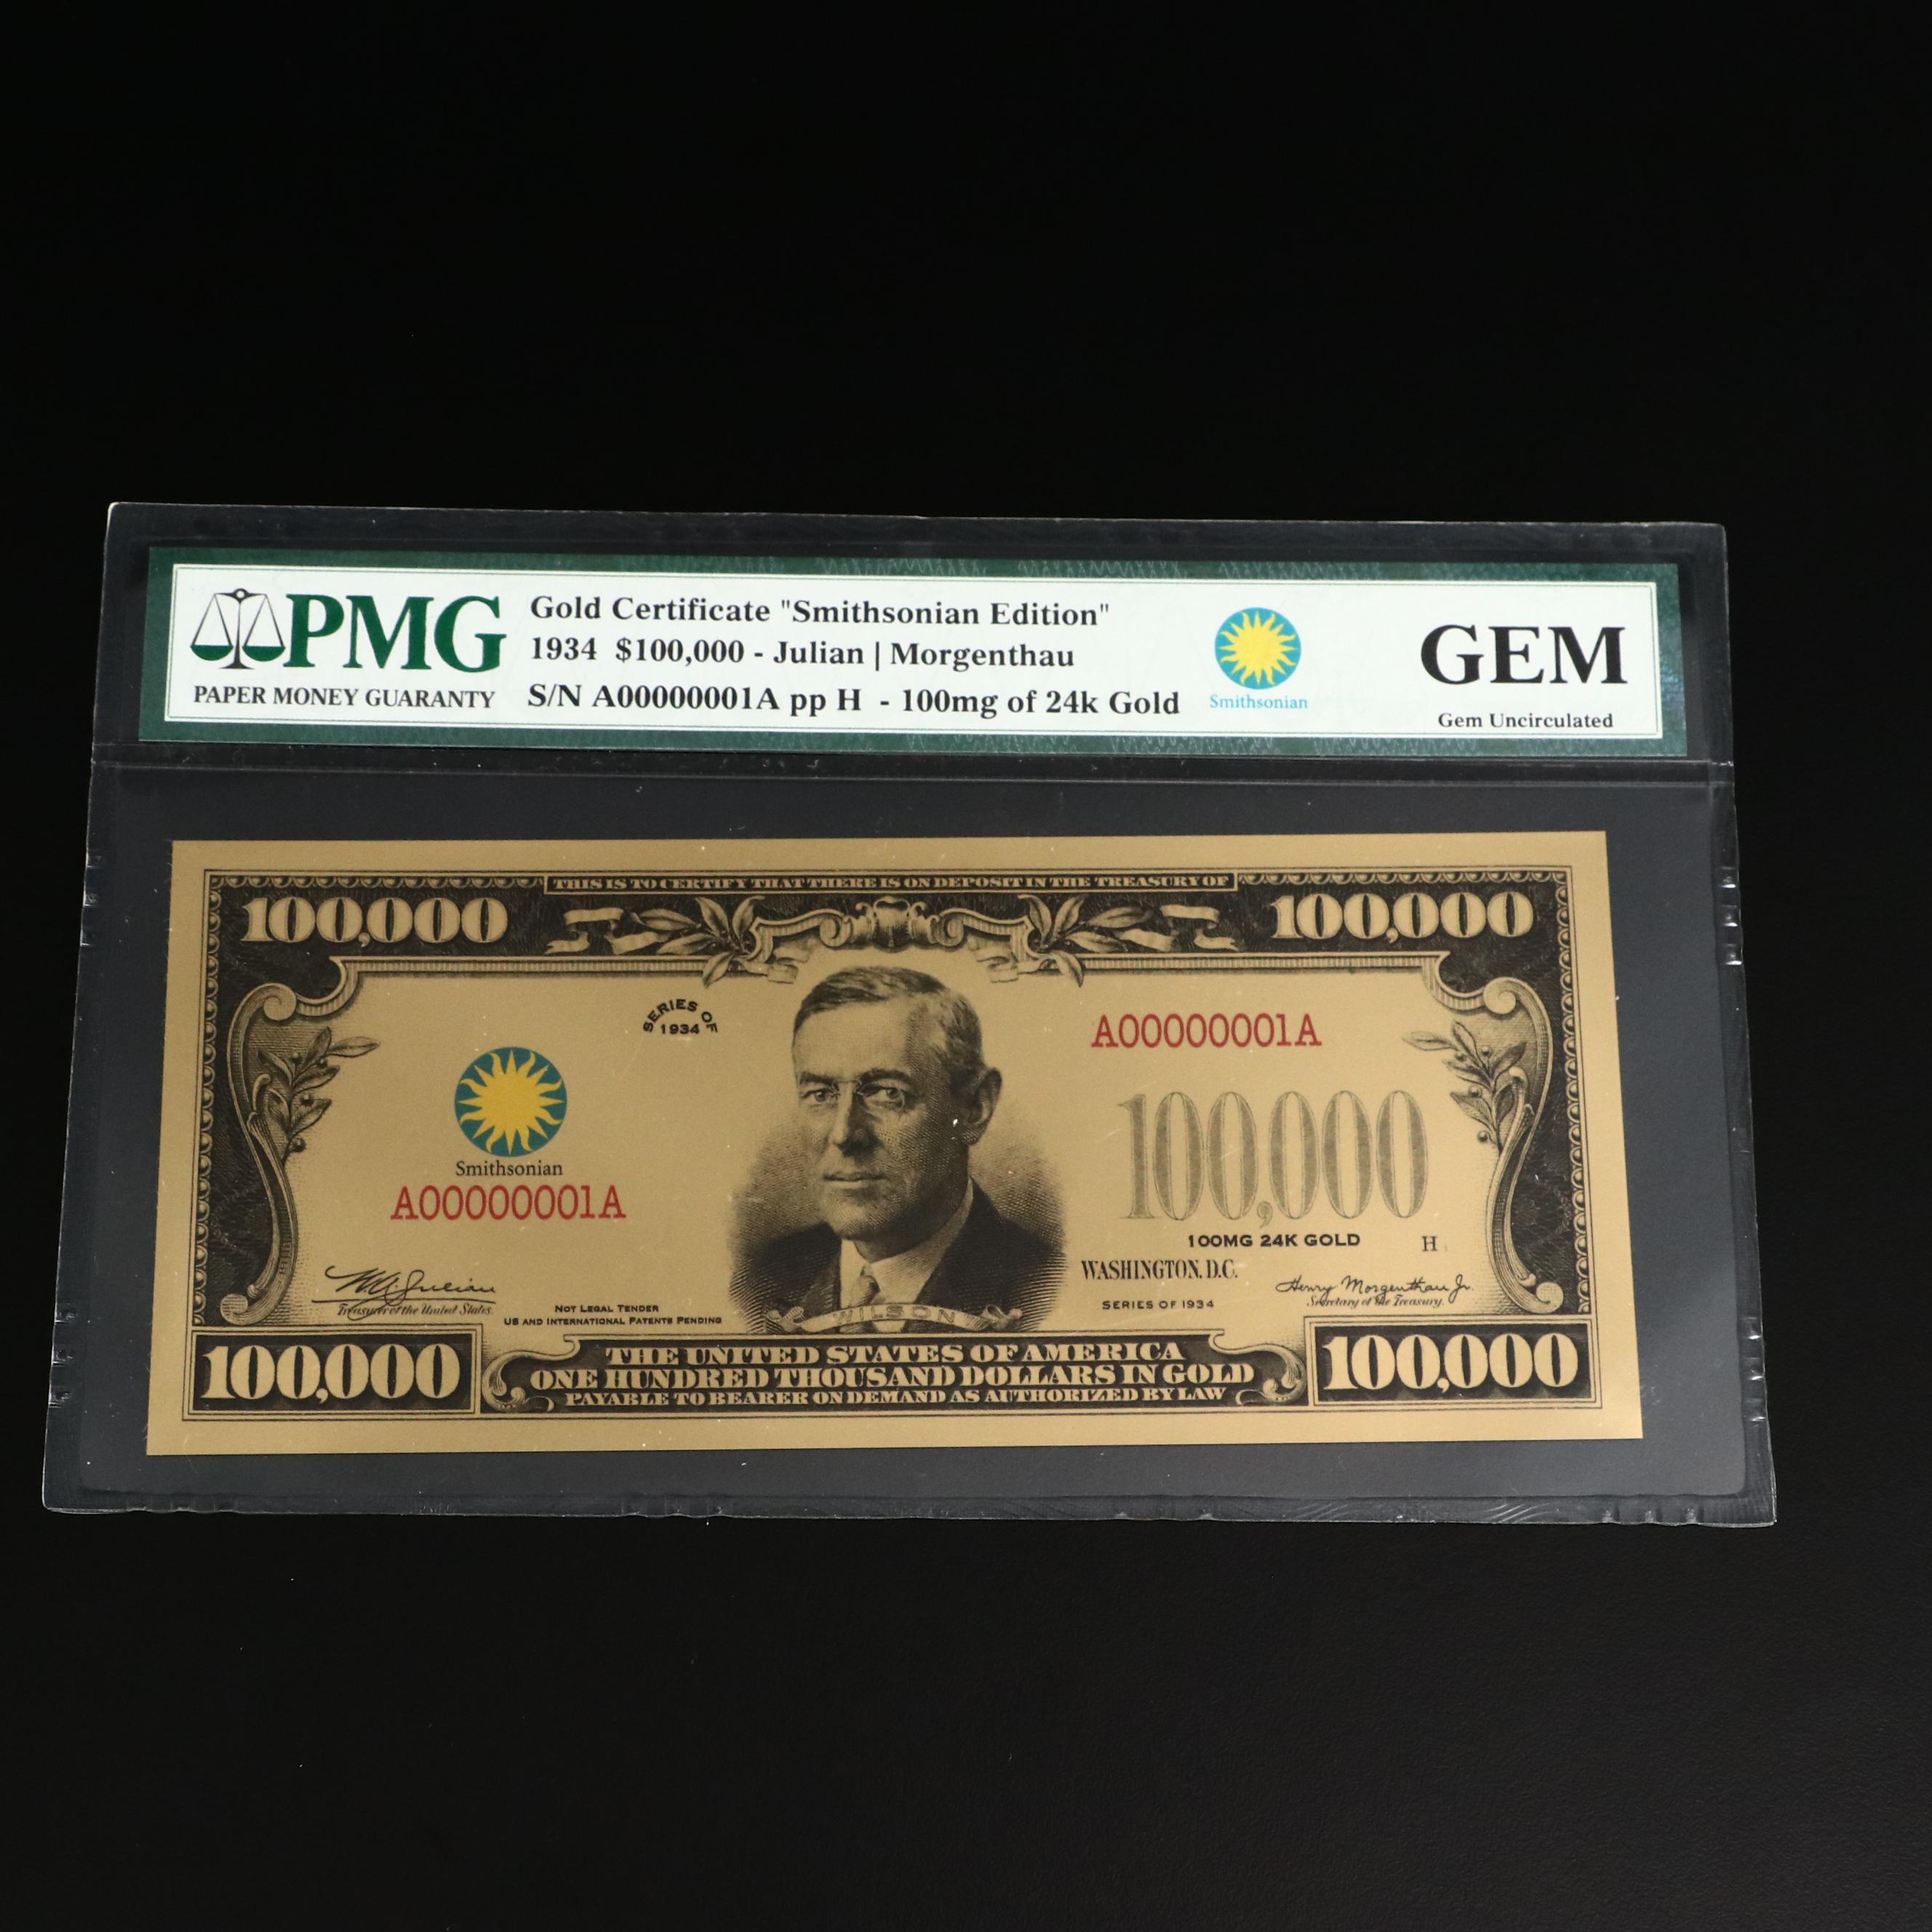 PMG
PAPER MONEY GUARANTY
Gold Certificate "Smithsonian Edition"
1934 $100,000 - Julian | Morgenthau
S/N A00000001A pp H - 100mg of 24k Gold
Smithsonian
GEM
Gem Uncirculated
THIS IS TO CERTIFY THAT THERE IS ON DEPOSIT IN THE TREASURY OF
100,000
100,000
SERIES OF
1934
A00000001A
Smithsonian
A00000001A
100,000
100MG 24K GOLD H
WASHINGTON, D.C.
W A Julian
Treasurer of the United States.
Henry Morgenthau Jr.
Secretary of the Treasury.
SERIES OF 1934
NOT LEGAL TENDER
US AND INTERNATIONAL PATENTS PENDING
WILSON
100,000
THE UNITED STATES OF AMERICA
ONE HUNDRED THOUSAND DOLLARS IN GOLD
PAYABLE TO BEARER ON DEMAND AS AUTHORIZED BY LAW
100,000